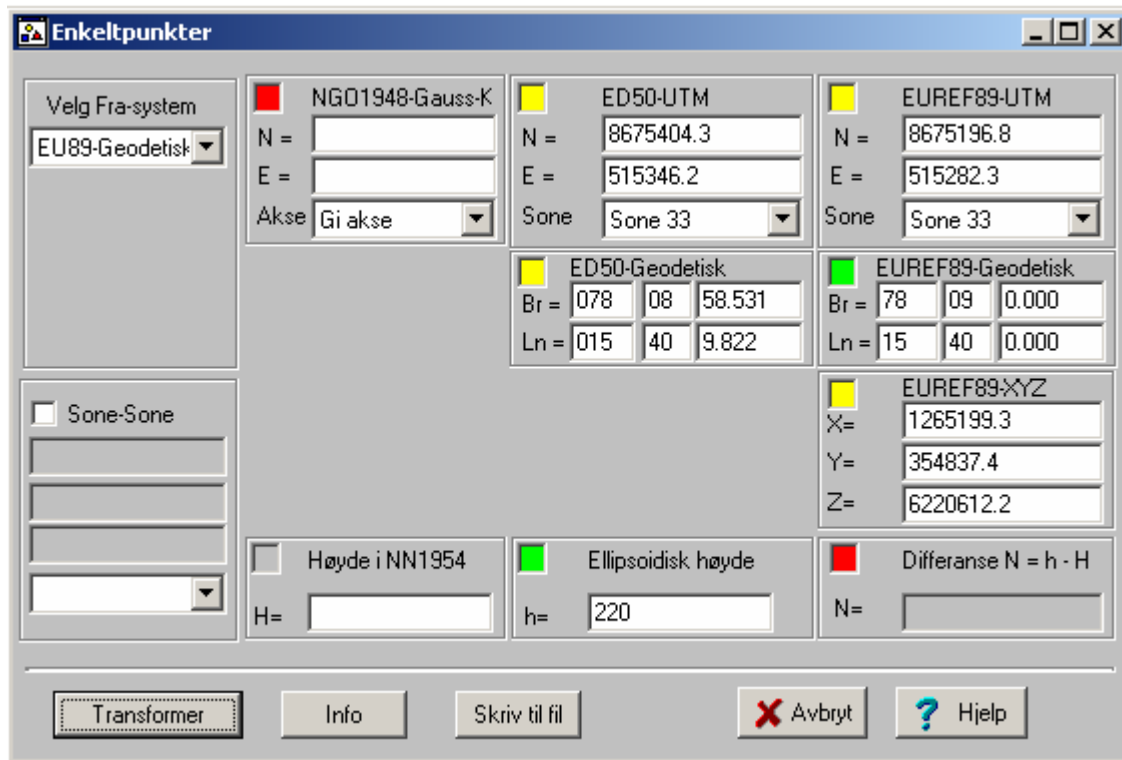 Enkeltpunkter
Velg Fra-system
EU89-Geodetisk
NGO1948-Gauss-K
N =
E =
Akse Gi akse
ED50-UTM
N = 8675404.3
E = 515346.2
Sone Sone 33
EUREF89-UTM
N = 8675196.8
E = 515282.3
Sone Sone 33
ED50-Geodetisk
Br = 078 08 58.531
Ln = 015 40 9.822
EUREF89-Geodetisk
Br = 78 09 0.000
Ln = 15 40 0.000
EUREF89-XYZ
X= 1265199.3
Y= 354837.4
Z= 6220612.2
Sone-Sone
Høyde i NN1954
H=
Ellipsoidisk høyde
h= 220
Differanse N = h - H
N=
Transformer
Info
Skriv til fil
Avbryt
? Hjelp